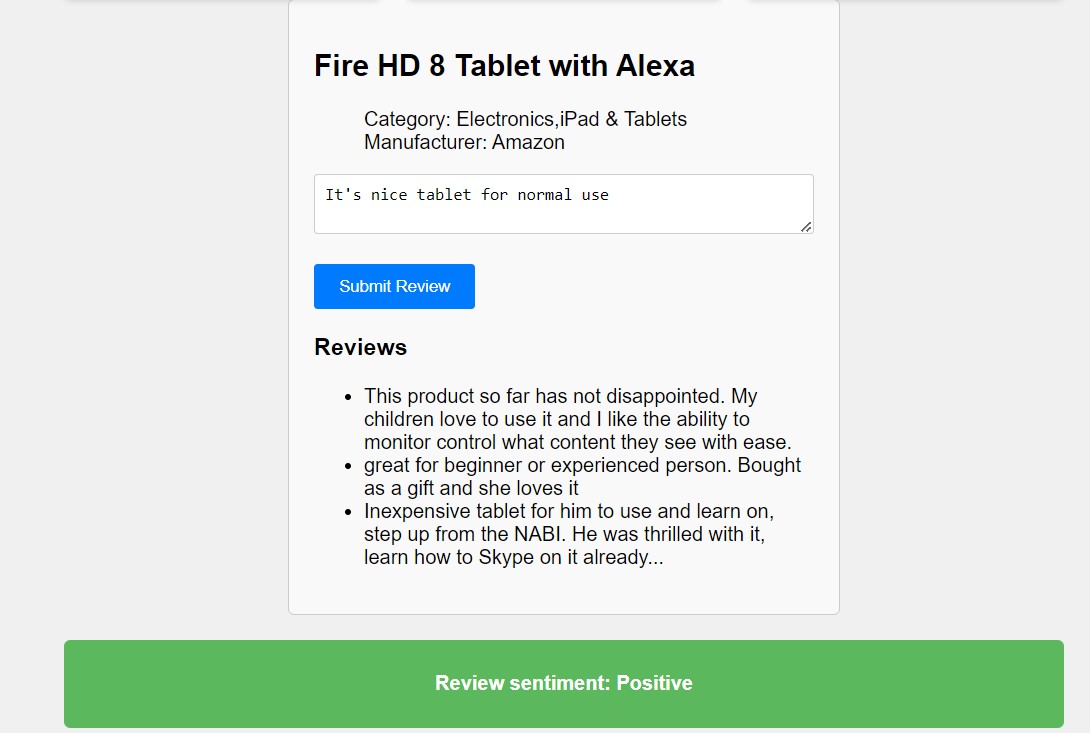 Fire HD 8 Tablet with Alexa
Category: Electronics,iPad & Tablets
Manufacturer: Amazon
It's nice tablet for normal use
Submit Review
Reviews
This product so far has not disappointed. My
children love to use it and I like the ability to
monitor control what content they see with ease.
great for beginner or experienced person. Bought
as a gift and she loves it
Inexpensive tablet for him to use and learn on,
step up from the NABI. He was thrilled with it,
learn how to Skype on it already...
Review sentiment: Positive